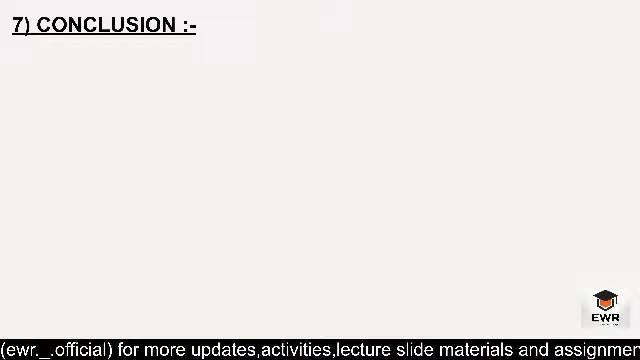 7) CONCLUSION :-
EWR
(ewr._.official) for more updates,activities,lecture slide materials and assignmen